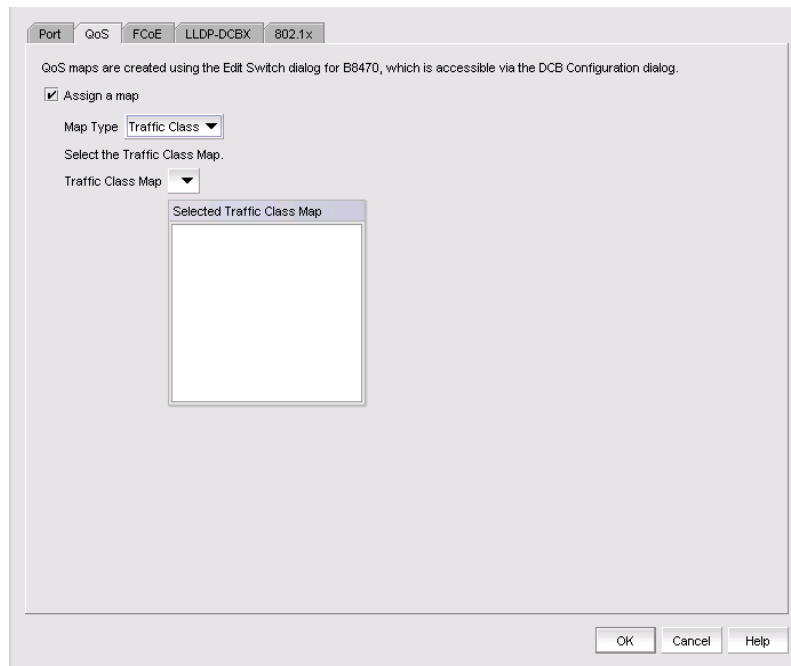 Port QoS FCoE LLDP-DCBX 802.1x
QoS maps are created using the Edit Switch dialog for B8470, which is accessible via the DCB Configuration dialog.
Assign a map
Map Type Traffic Class
Select the Traffic Class Map.
Traffic Class Map
Selected Traffic Class Map
OK Cancel Help